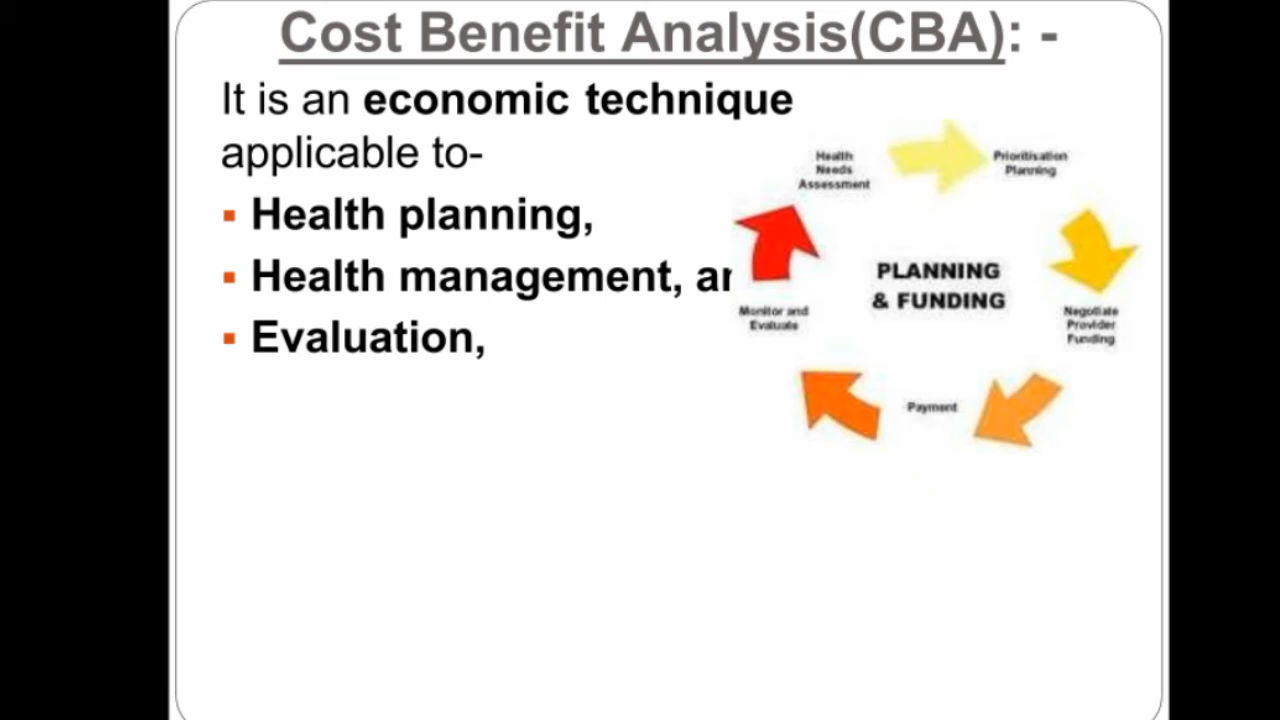 Cost Benefit Analysis(CBA): -
It is an economic technique
applicable to-
▪ Health planning,
▪ Health management,
▪ Evaluation,
Health
Needs
Assessment
Prioritisation
Planning
PLANNING
& FUNDING
Monitor and
Evaluate
Negotiate
Provider
Funding
Payment